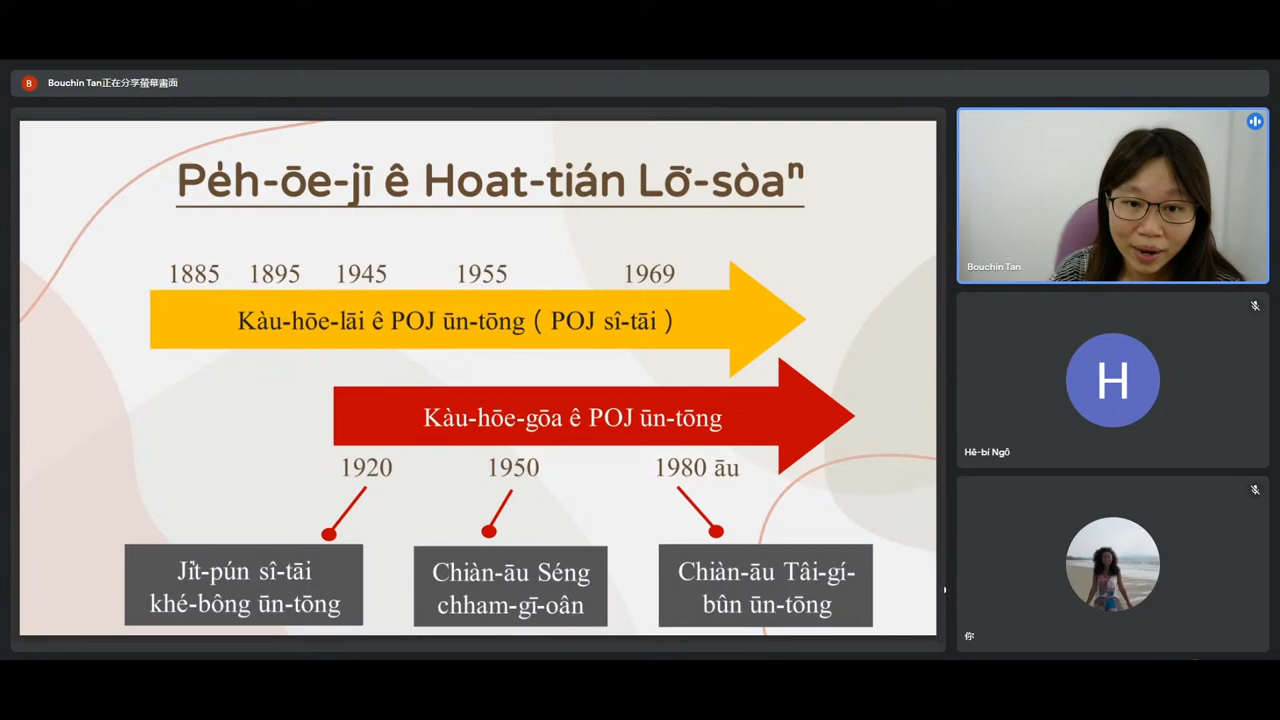 B
Bouchin Tan正在分享螢幕畫面
Pe̍h-ōe-jī ê Hoat-tián Lō͘-sòaⁿ
1885 1895 1945 1955 1969
Kàu-hōe-lāi ê POJ ūn-tōng ( POJ sî-tāi )
Kàu-hōe-gōa ê POJ ūn-tōng
1920 1950 1980 āu
Ji̍t-pún sî-tāi
khé-bông ūn-tōng
Chiàn-āu Séng
chham-gī-oân
Chiàn-āu Tâi-gí-
bûn ūn-tōng
Bouchin Tan
H
Hê-bí Ngô
你